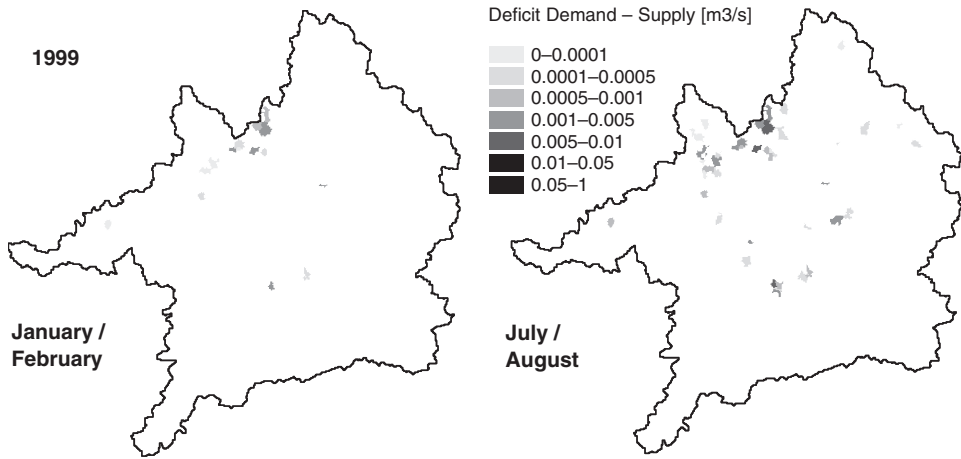 1999
January /
February
Deficit Demand – Supply [m3/s]
0–0.0001
0.0001–0.0005
0.0005–0.001
0.001–0.005
0.005–0.01
0.01–0.05
0.05–1
July /
August